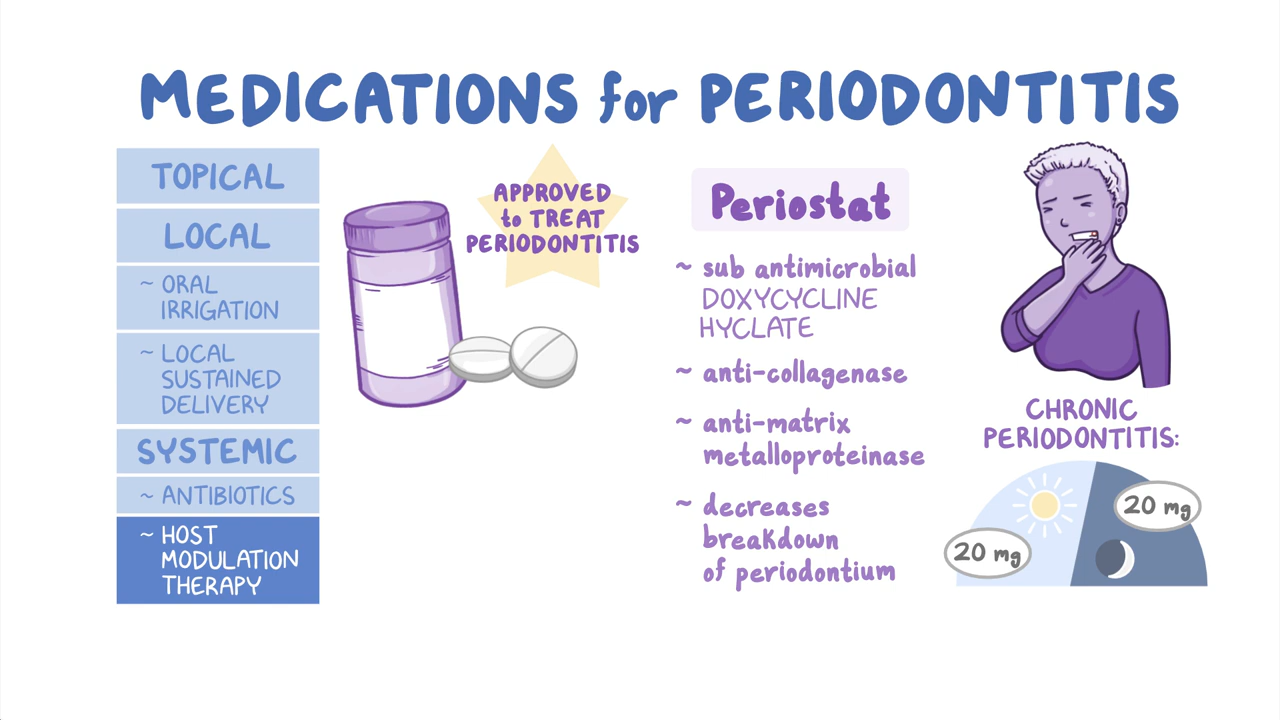 MEDICATIONS for PERIODONTITIS
TOPICAL
LOCAL
~ ORAL
IRRIGATION
~ LOCAL
SUSTAINED
DELIVERY
SYSTEMIC
~ ANTIBIOTICS
~ HOST
MODULATION
THERAPY
APPROVED
to TREAT
PERIODONTITIS
Periostat
~ sub antimicrobial
DOXYCYCLINE
HYCLATE
~ anti-collagenase
~ anti-matrix
metalloproteinase
~ decreases
breakdown
of periodontium
CHRONIC
PERIODONTITIS:
20 mg
20 mg